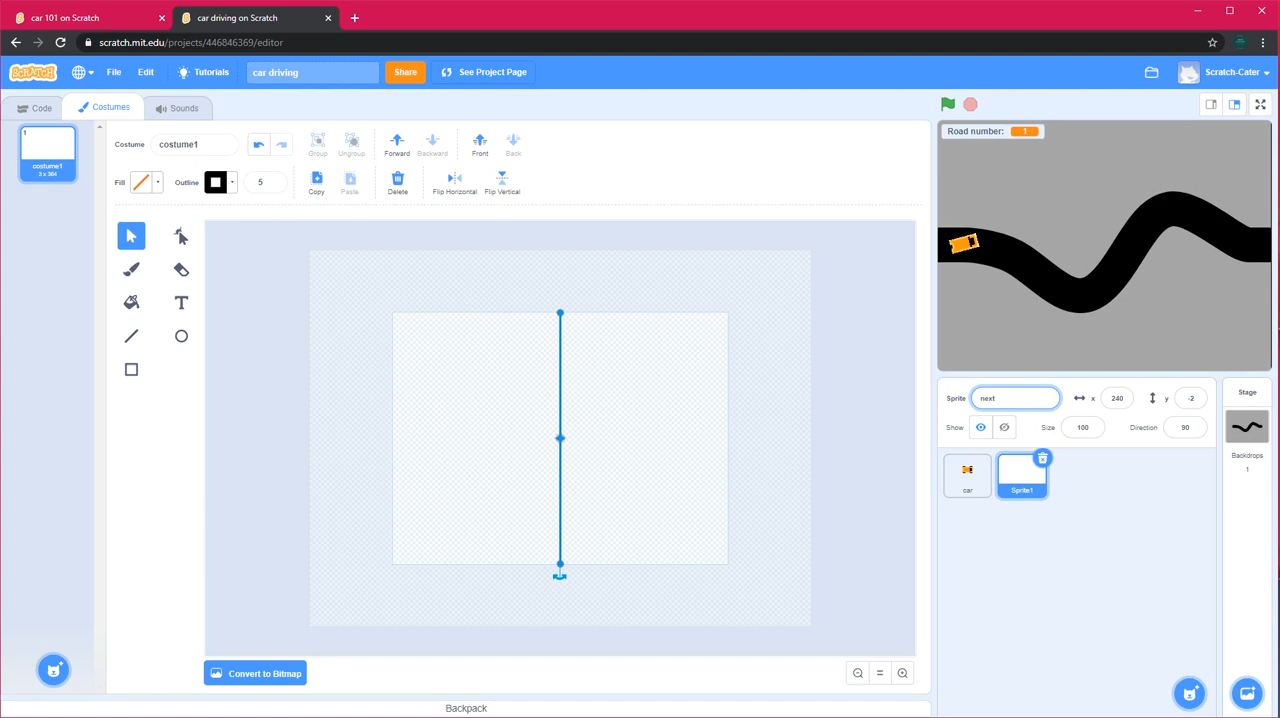 car 101 on Scratch
car driving on Scratch
scratch.mit.edu/projects/446846369/editor
SCRATCH
File
Edit
Tutorials
car driving
Share
See Project Page
Scratch-Cater
Code
Costumes
Sounds
1
costume1
3 x 364
Costume
costume1
Group
Ungroup
Forward
Backward
Front
Back
Fill
Outline
5
Copy
Paste
Delete
Flip Horizontal
Flip Vertical
Convert to Bitmap
Backpack
Road number: 1
Sprite
next
x
240
y
-2
Show
Size
100
Direction
90
car
Sprite1
Stage
Backdrops
1